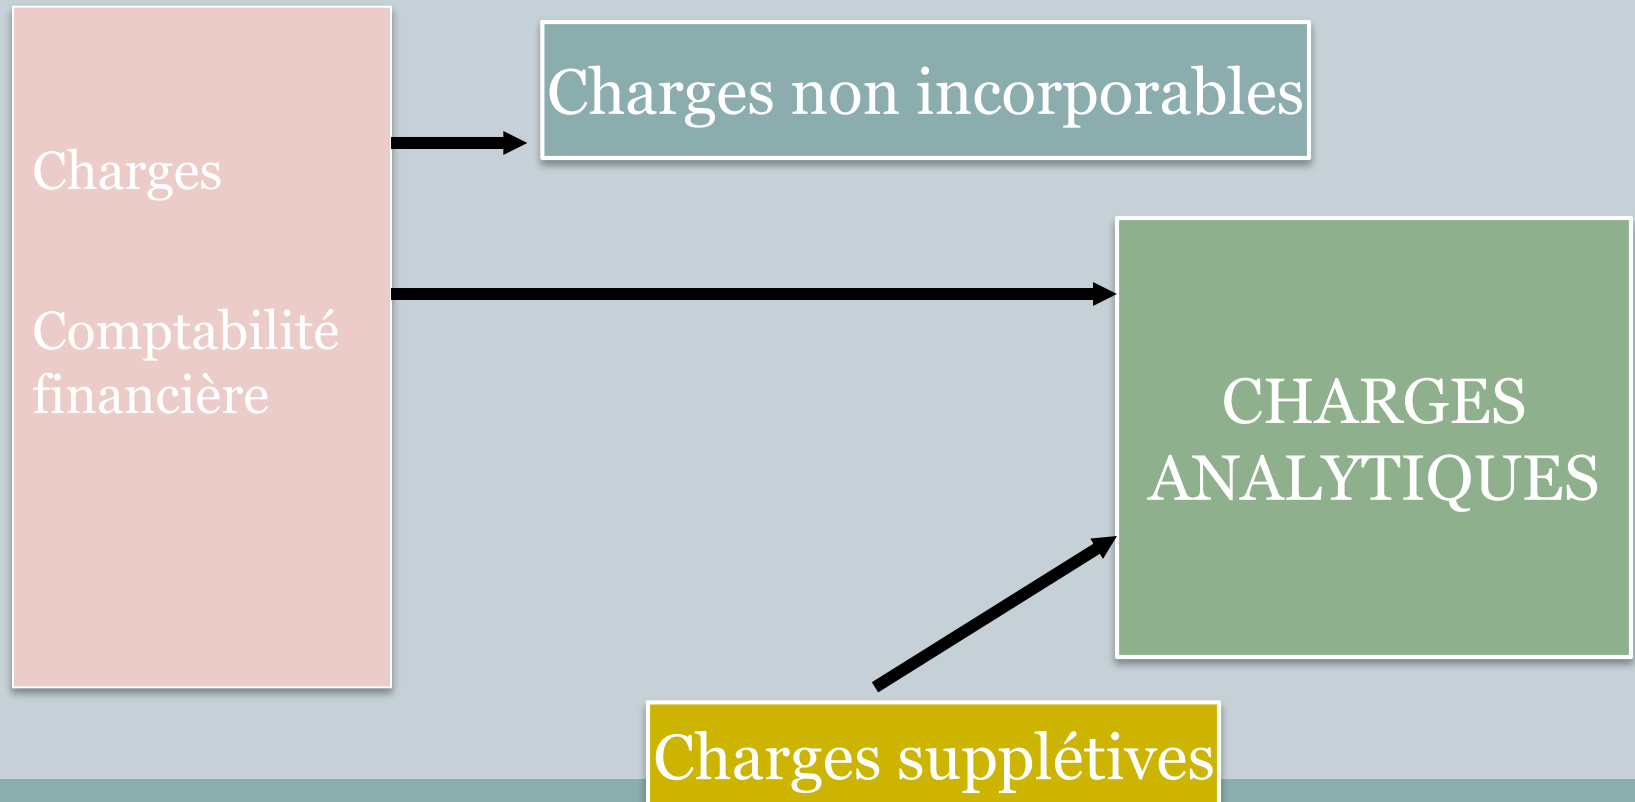 Charges non incorporables
Charges
Comptabilité
financière
CHARGES
ANALYTIQUES
Charges supplétives